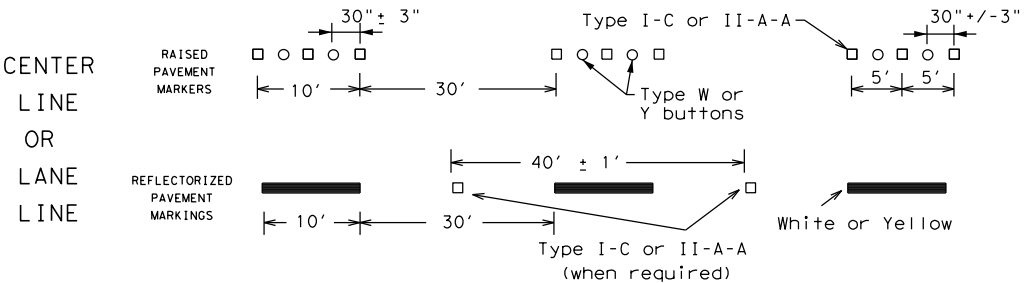 30"± 3"
Type I-C or II-A-A
30"+/-3"
CENTER
LINE
OR
LANE
LINE
RAISED
PAVEMENT
MARKERS
10'
30'
Type W or
Y buttons
5'
5'
40' ± 1'
REFLECTORIZED
PAVEMENT
MARKINGS
10'
30'
Type I-C or II-A-A
(when required)
White or Yellow